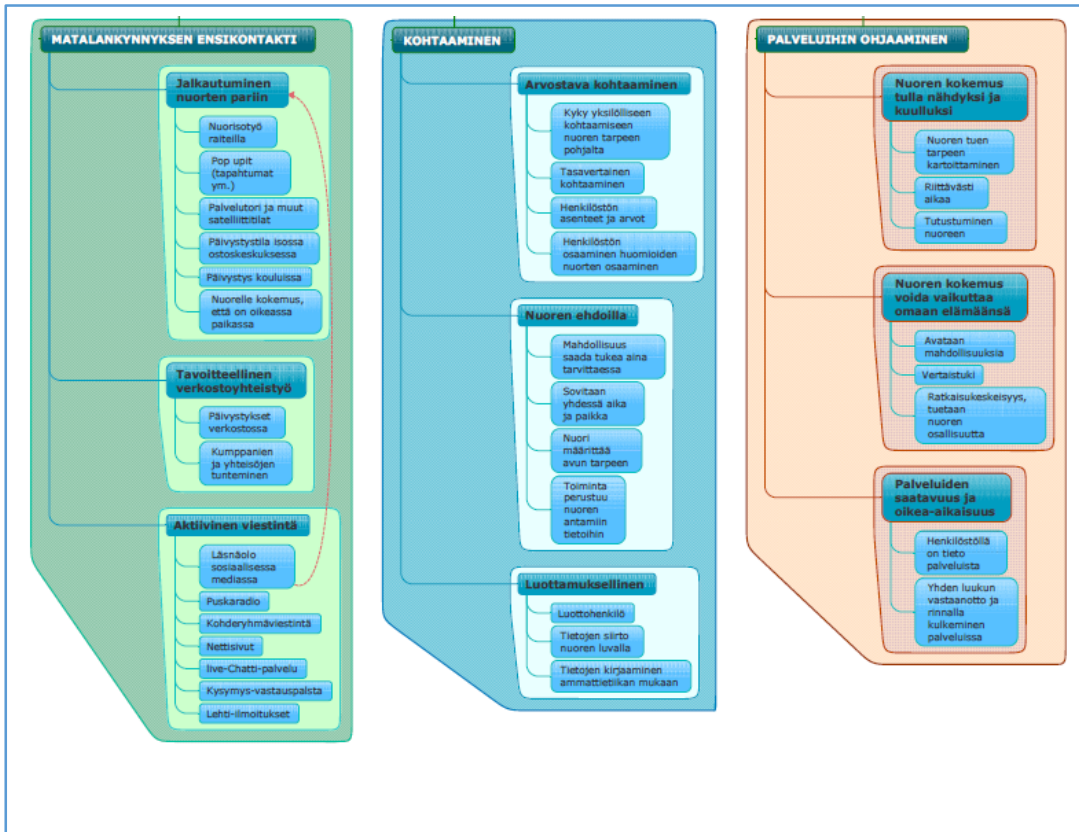 MATALANKYNNYKSEN ENSIKONTAKTI
Jalkautuminen
nuorten pariin
Nuorisotyö
raiteilla
Pop upit
(tapahtumat
ym.)
Palvelutori ja muut
satelliittitilat
Päivystystila isossa
ostoskeskuksessa
Päivystys kouluissa
Nuorelle kokemus,
että on oikeassa
paikassa
Tavoitteellinen
verkostoyhteistyö
Päivystykset
verkostossa
Kumppanien
ja yhteisöjen
tunteminen
Aktiivinen viestintä
Läsnäolo
sosiaalisessa
mediassa
Puskaradio
Kohderyhmäviestintä
Nettisivut
live-Chatti-palvelu
Kysymys-vastauspalsta
Lehti-ilmoitukset
KOHTAAMINEN
Arvostava kohtaaminen
Kyky yksilölliseen
kohtaamiseen
nuoren tarpeen
pohjalta
Tasavertainen
kohtaaminen
Henkilöstön
asenteet ja arvot
Henkilöstön
osaaminen huomioiden
nuorten osaaminen
Nuoren ehdoilla
Mahdollisuus
saada tukea aina
tarvittaessa
Sovitaan
yhdessä aika
ja paikka
Nuori
määrittää
avun tarpeen
Toiminta
perustuu
nuoren
antamiin
tietoihin
Luottamuksellinen
Luottohenkilö
Tietojen siirto
nuoren luvalla
Tietojen kirjaaminen
ammattietiikan mukaan
PALVELUIHIN OHJAAMINEN
Nuoren kokemus
tulla nähdyksi ja
kuulluksi
Nuoren tuen
tarpeen
kartoittaminen
Riittävästi
aikaa
Tutustuminen
nuoreen
Nuoren kokemus
voida vaikuttaa
omaan elämäänsä
Avataan
mahdollisuuksia
Vertaistuki
Ratkaisukeskeisyys,
tuetaan
nuoren
osallisuutta
Palveluiden
saatavuus ja
oikea-aikaisuus
Henkilöstöllä
on tieto
palveluista
Yhden luukun
vastaanotto ja
rinnalla
kulkeminen
palveluissa